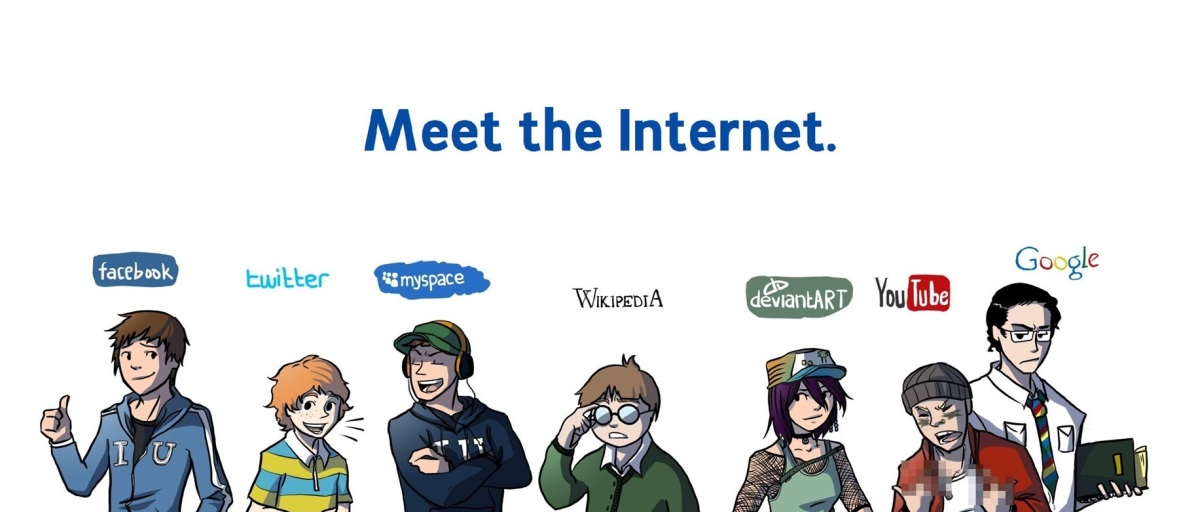 Meet the Internet.
facebook
twitter
myspace
WIKIPEDIA
deviantART
YouTube
Google
I U